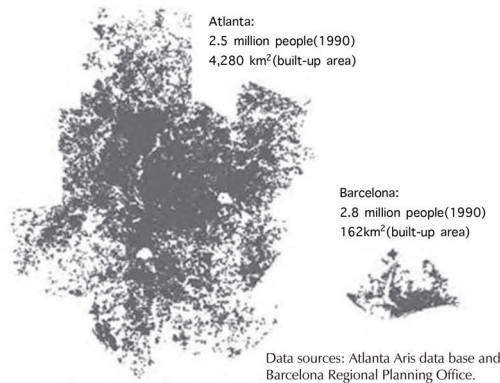 Atlanta:
2.5 million people(1990)
4,280 km²(built-up area)
Barcelona:
2.8 million people(1990)
162km²(built-up area)
Data sources: Atlanta Aris data base and
Barcelona Regional Planning Office.